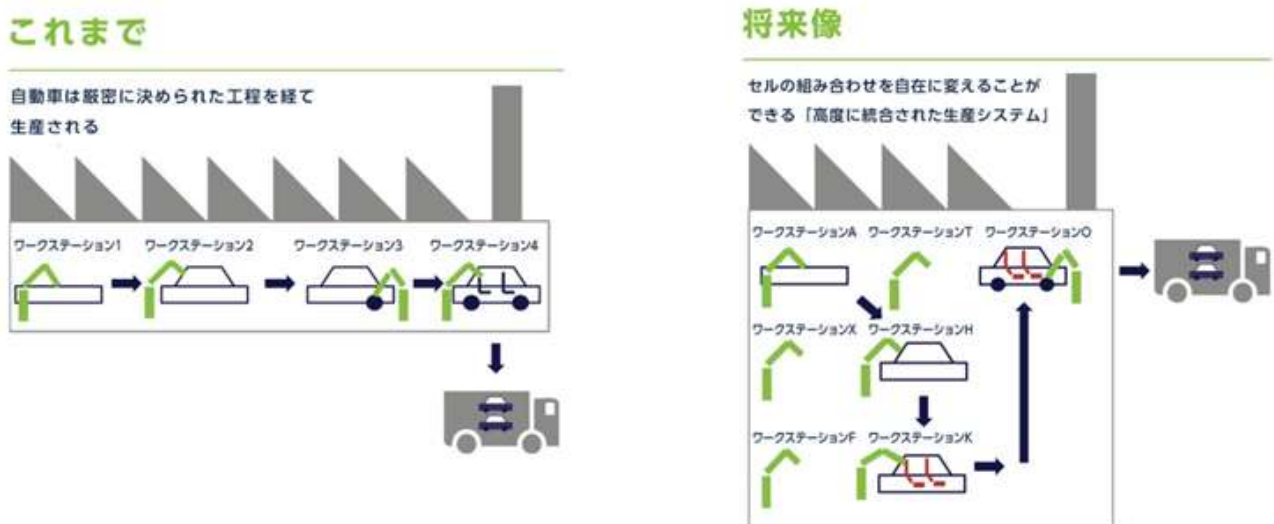 これまで
自動車は厳密に決められた工程を経て
生産される
ワークステーション1
ワークステーション2
ワークステーション3
ワークステーション4
将来像
セルの組み合わせを自在に変えることが
できる「高度に統合された生産システム」
ワークステーションA
ワークステーションT
ワークステーションO
ワークステーションX
ワークステーションH
ワークステーションF
ワークステーションK